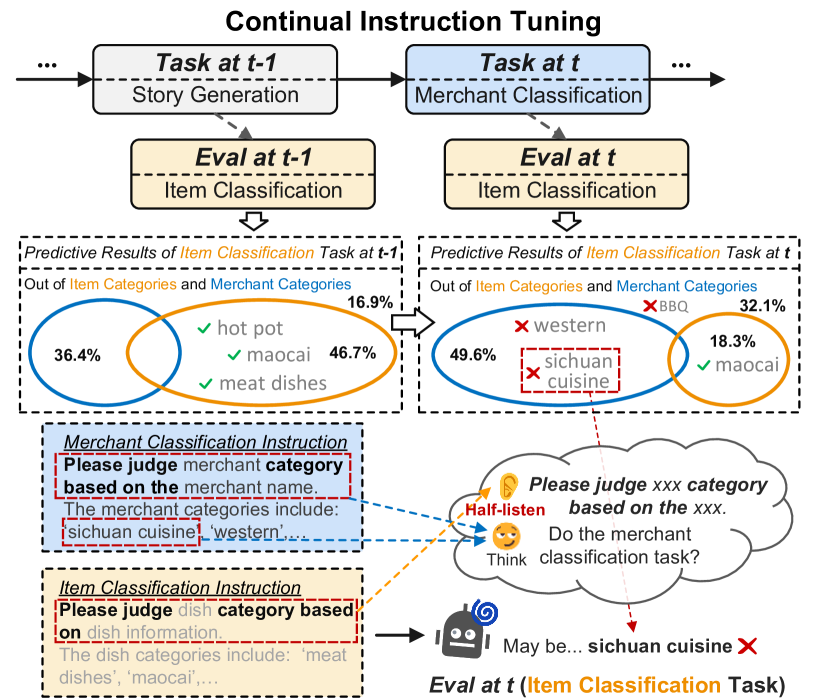 Continual Instruction Tuning
...
Task at t-1
Story Generation
Task at t
Merchant Classification
...
Eval at t-1
Item Classification
Eval at t
Item Classification
Predictive Results of Item Classification Task at t-1
Out of Item Categories and Merchant Categories
16.9%
36.4%
hot pot
maocai
meat dishes
46.7%
Predictive Results of Item Classification Task at t
Out of Item Categories and Merchant Categories
32.1%
BBQ
western
49.6%
sichuan
cuisine
18.3%
maocai
Merchant Classification Instruction
Please judge merchant category
based on the merchant name.
The merchant categories include:
'sichuan cuisine', 'western',...
Half-listen
Think
Please judge xxx category
based on the xxx.
Do the merchant
classification task?
Item Classification Instruction
Please judge dish category based
on dish information.
The dish categories include: 'meat
dishes', 'maocai',...
May be... sichuan cuisine
Eval at t (Item Classification Task)